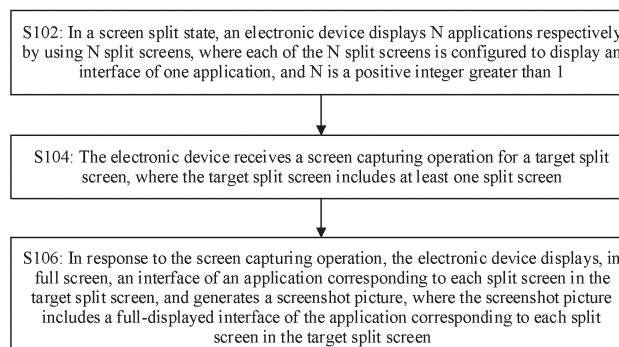 S102: In a screen split state, an electronic device displays N applications respectively
by using N split screens, where each of the N split screens is configured to display an
interface of one application, and N is a positive integer greater than 1
S104: The electronic device receives a screen capturing operation for a target split
screen, where the target split screen includes at least one split screen
S106: In response to the screen capturing operation, the electronic device displays, in
full screen, an interface of an application corresponding to each split screen in the
target split screen, and generates a screenshot picture, where the screenshot picture
includes a full-displayed interface of the application corresponding to each split
screen in the target split screen